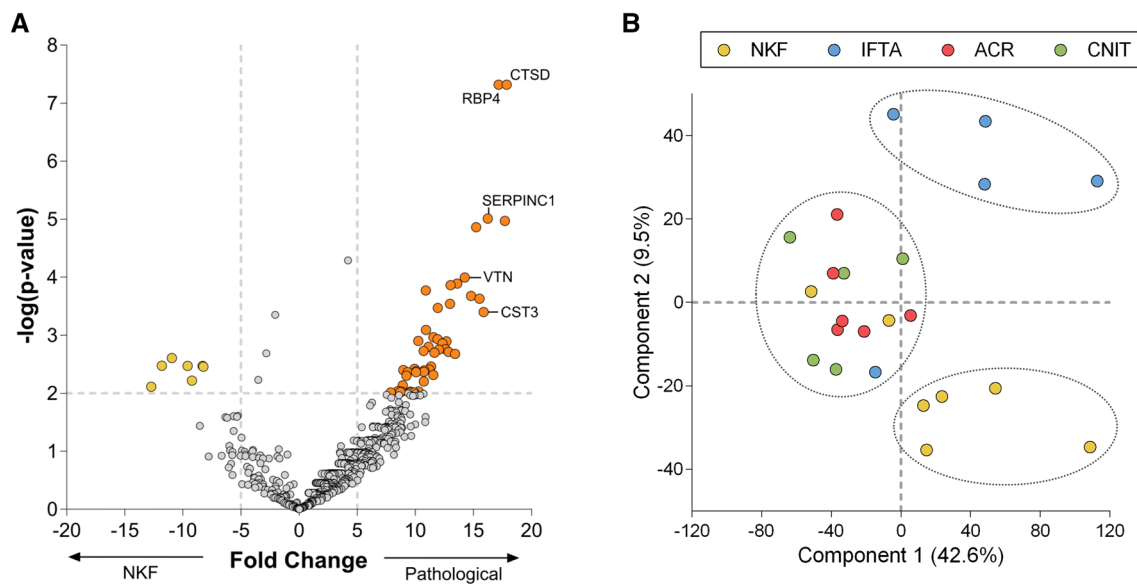 A
8
7
6
5
4
3
2
1
0
-log(p-value)
CTSD
RBP4
SERPINC1
VTN
CST3
-20 -15 -10 -5 0 5 10 15 20
NKF Fold Change Pathological
B
NKF IFTA ACR CNIT
40
20
0
-20
-40
Component 2 (9.5%)
-120 -80 -40 0 40 80 120
Component 1 (42.6%)